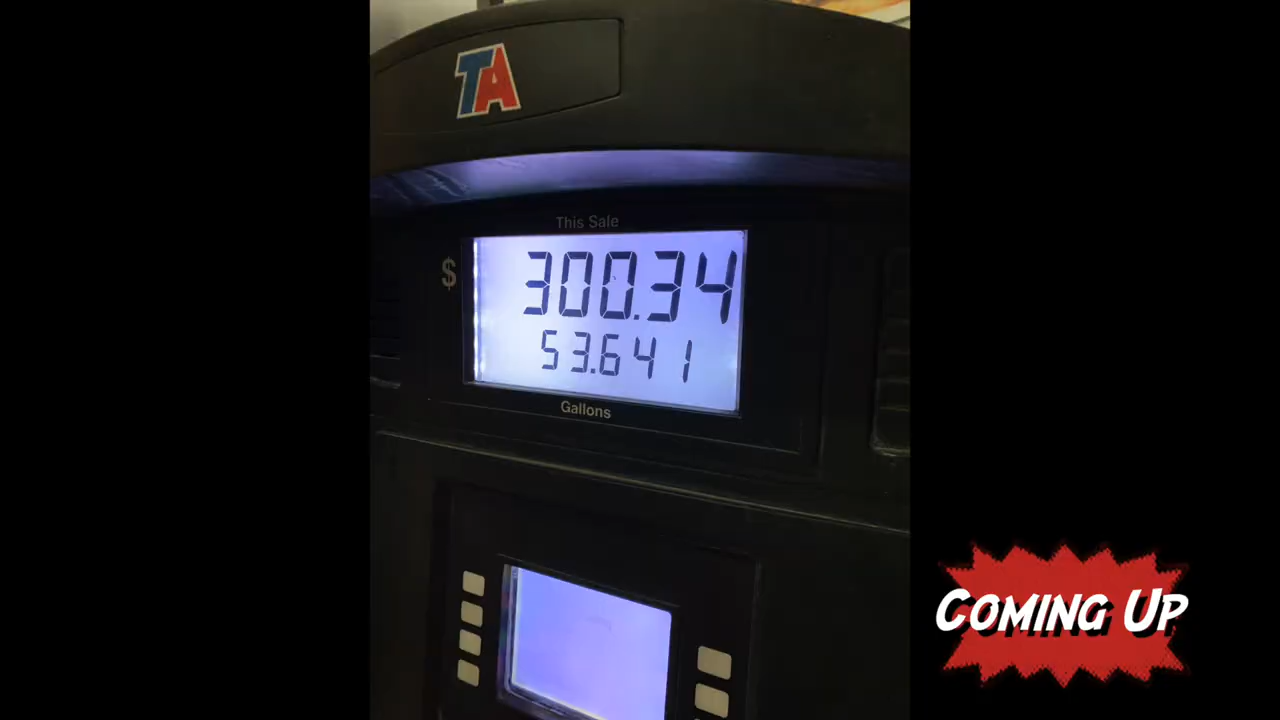 TA
This Sale
$ 300.34
53.641
Gallons
COMING UP